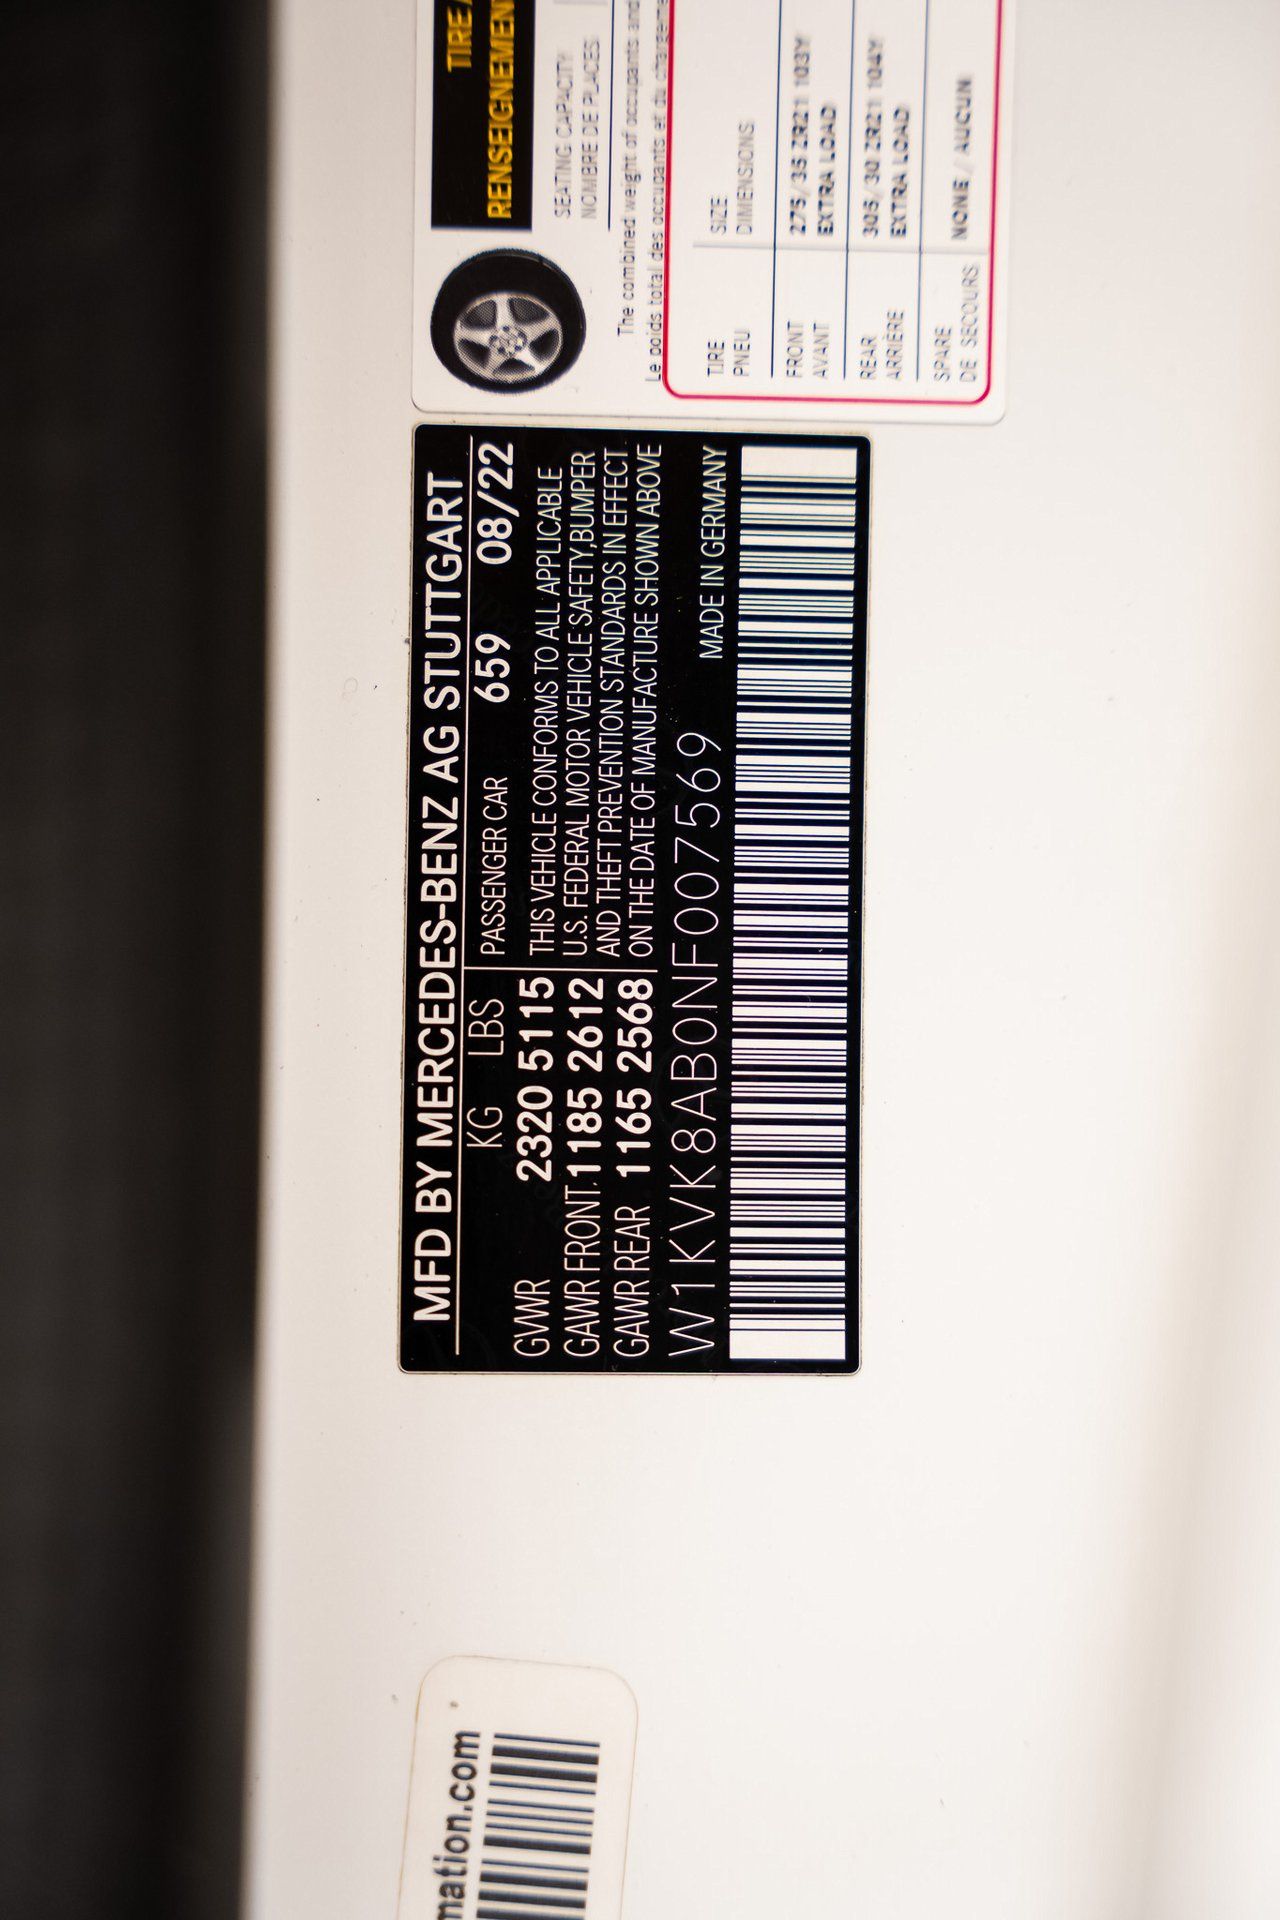 TIRE
RENSEIGNEMEN
SEATING CAPACITY
NOMBRE DE PLACES
The combined weight of occupants and
Le poids total des occupants et du chargeme
TIRE SIZE
PNEU DIMENSIONS
FRONT 275/35 ZR21 103Y
AVANT EXTRA LOAD
REAR 305/30 ZR21 104Y
ARRIÈRE EXTRA LOAD
SPARE NONE / AUCUN
DE SECOURS
MFD BY MERCEDES-BENZ AG STUTTGART
KG LBS PASSENGER CAR 659 08/22
GVWR 2320 5115
GAWR FRONT 1185 2612
GAWR REAR 1165 2568
THIS VEHICLE CONFORMS TO ALL APPLICABLE
U.S. FEDERAL MOTOR VEHICLE SAFETY,BUMPER
AND THEFT PREVENTION STANDARDS IN EFFECT
ON THE DATE OF MANUFACTURE SHOWN ABOVE
W1KVK8AB0NF007569 MADE IN GERMANY
mation.com